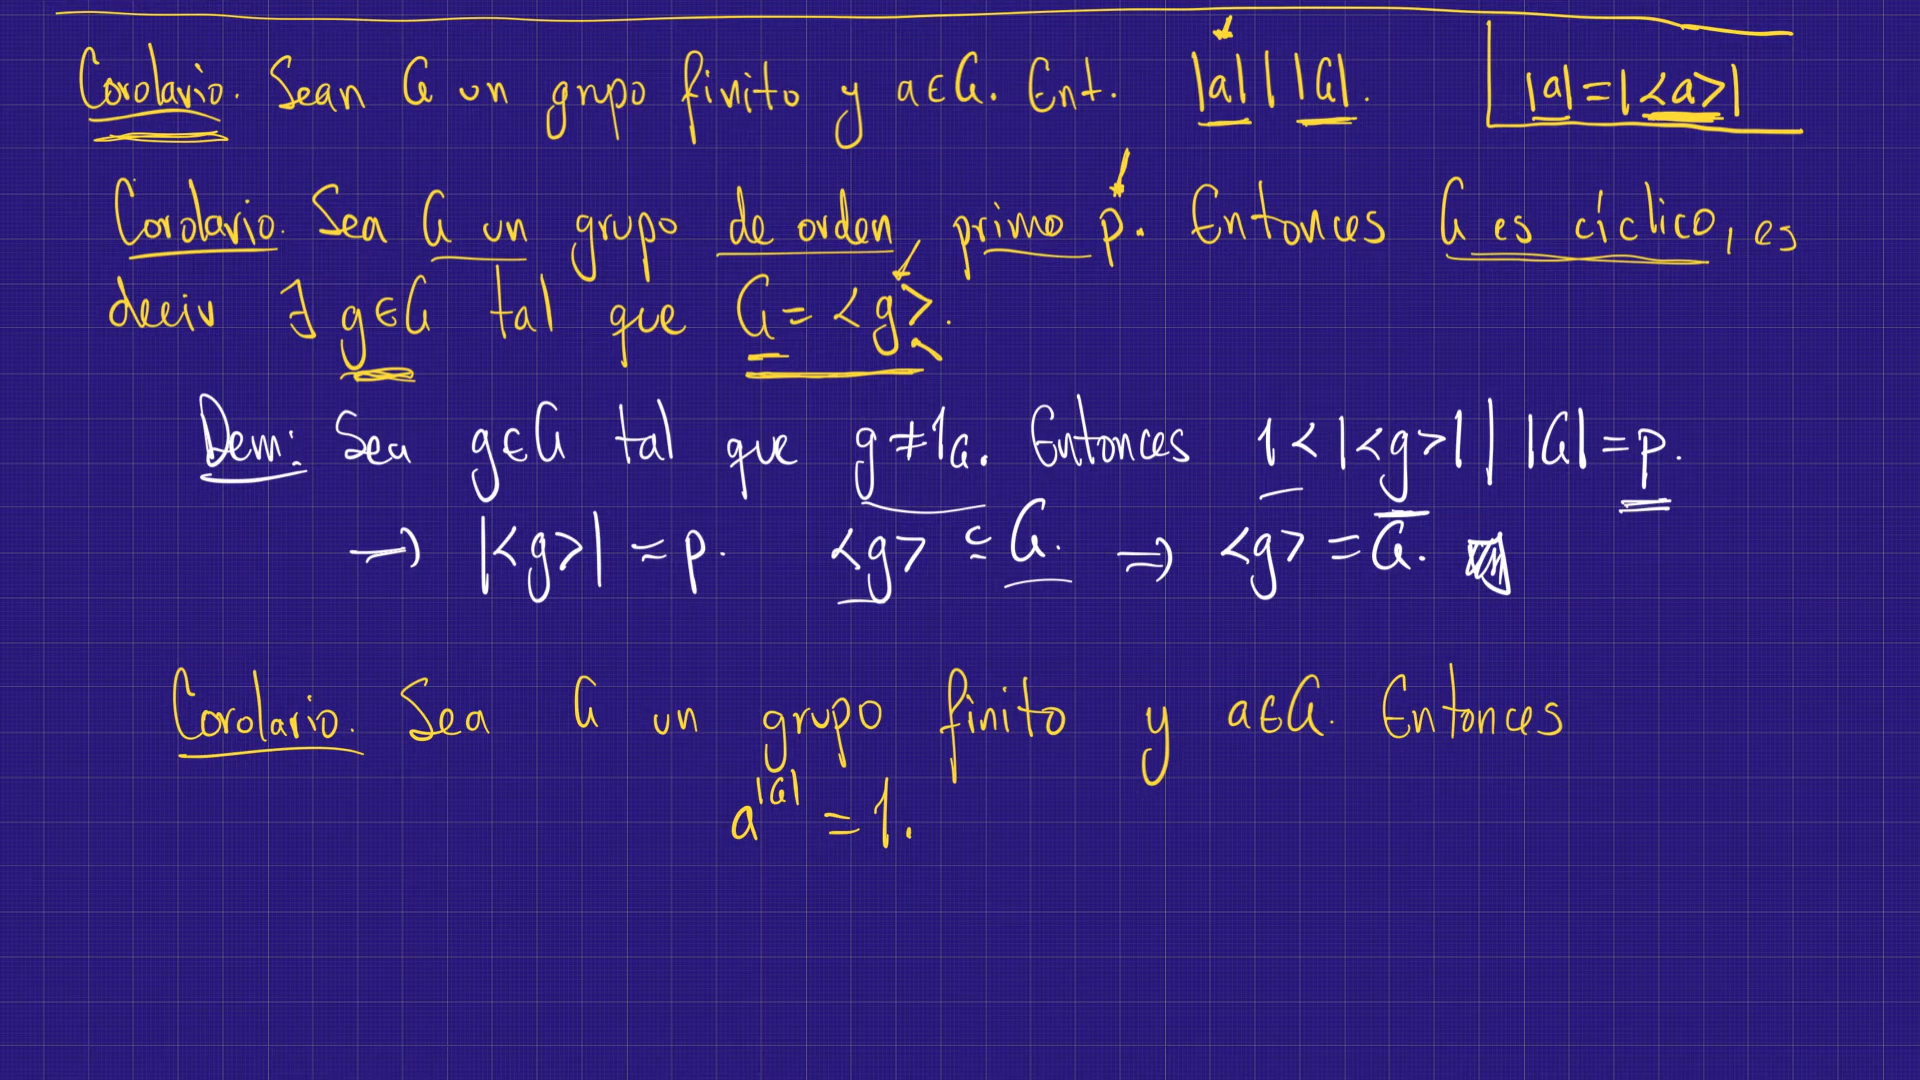 Corolario. Sean G un grupo finito y a∈G. Ent. |a| | |G|. |a|=|<a>|
Corolario. Sea G un grupo de orden primo p. Entonces G es cíclico, es
decir ∃ g∈G tal que G=<g>.
Dem: Sea g∈G tal que g≠1_G. Entonces 1<|<g>| | |G|=p.
⟹ |<g>|=p. <g>⊆G. ⟹ <g>=G.
Corolario. Sea G un grupo finito y a∈G. Entonces
a^|G| = 1.